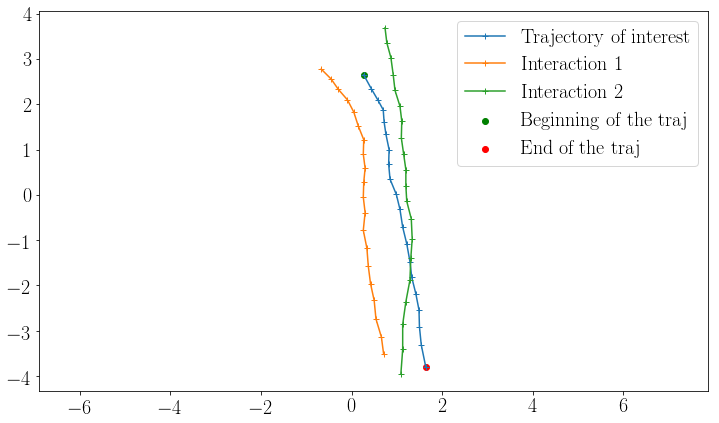 Trajectory of interest
Interaction 1
Interaction 2
Beginning of the traj
End of the traj
4
3
2
1
0
−1
−2
−3
−4
−6 −4 −2 0 2 4 6